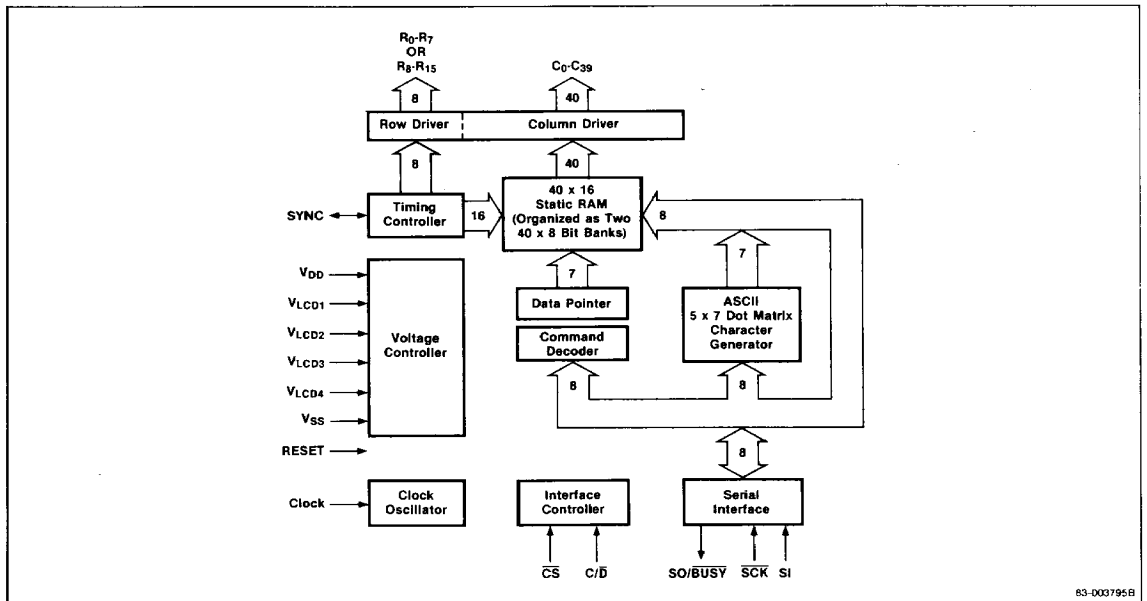 R0-R7
OR
R8-R15
C0-C39
8
40
Row Driver
Column Driver
8
40
SYNC
Timing
Controller
16
40 x 16
Static RAM
(Organized as Two
40 x 8 Bit Banks)
8
7
7
VDD
VLCD1
VLCD2
VLCD3
VLCD4
VSS
Voltage
Controller
Data Pointer
Command
Decoder
ASCII
5 x 7 Dot Matrix
Character
Generator
8
8
RESET
8
Clock
Clock
Oscillator
Interface
Controller
Serial
Interface
C̅S̅
C/D̅
SO/B̅U̅S̅Y̅
S̅C̅K̅
SI
83-003795B